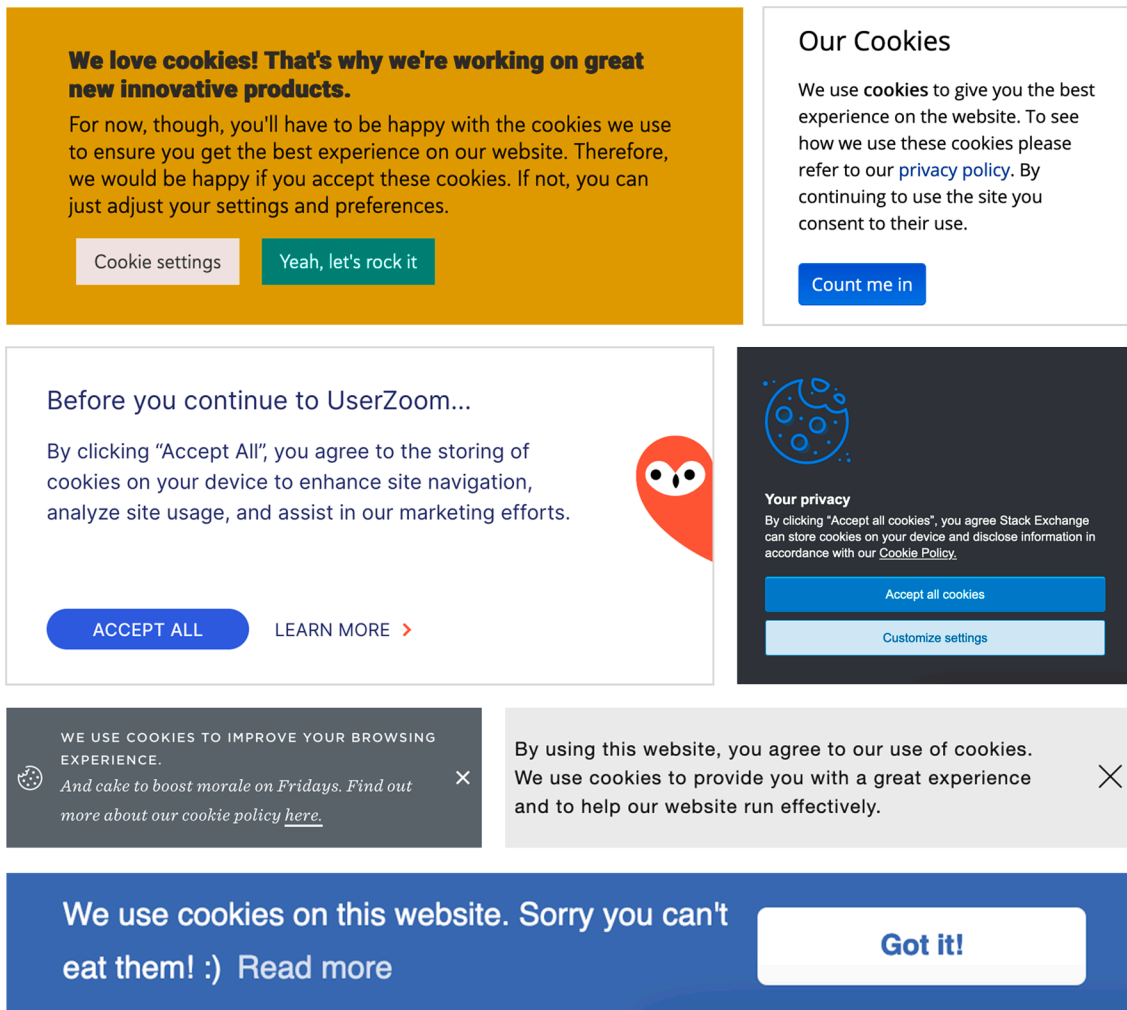 We love cookies! That's why we're working on great
new innovative products.
For now, though, you'll have to be happy with the cookies we use
to ensure you get the best experience on our website. Therefore,
we would be happy if you accept these cookies. If not, you can
just adjust your settings and preferences.
Cookie settings
Yeah, let's rock it
Our Cookies
We use cookies to give you the best
experience on the website. To see
how we use these cookies please
refer to our privacy policy. By
continuing to use the site you
consent to their use.
Count me in
Before you continue to UserZoom...
By clicking “Accept All”, you agree to the storing of
cookies on your device to enhance site navigation,
analyze site usage, and assist in our marketing efforts.
ACCEPT ALL
LEARN MORE
Your privacy
By clicking “Accept all cookies”, you agree Stack Exchange
can store cookies on your device and disclose information in
accordance with our Cookie Policy.
Accept all cookies
Customize settings
WE USE COOKIES TO IMPROVE YOUR BROWSING
EXPERIENCE.
And cake to boost morale on Fridays. Find out
more about our cookie policy here.
By using this website, you agree to our use of cookies.
We use cookies to provide you with a great experience
and to help our website run effectively.
We use cookies on this website. Sorry you can't
eat them! :) Read more
Got it!